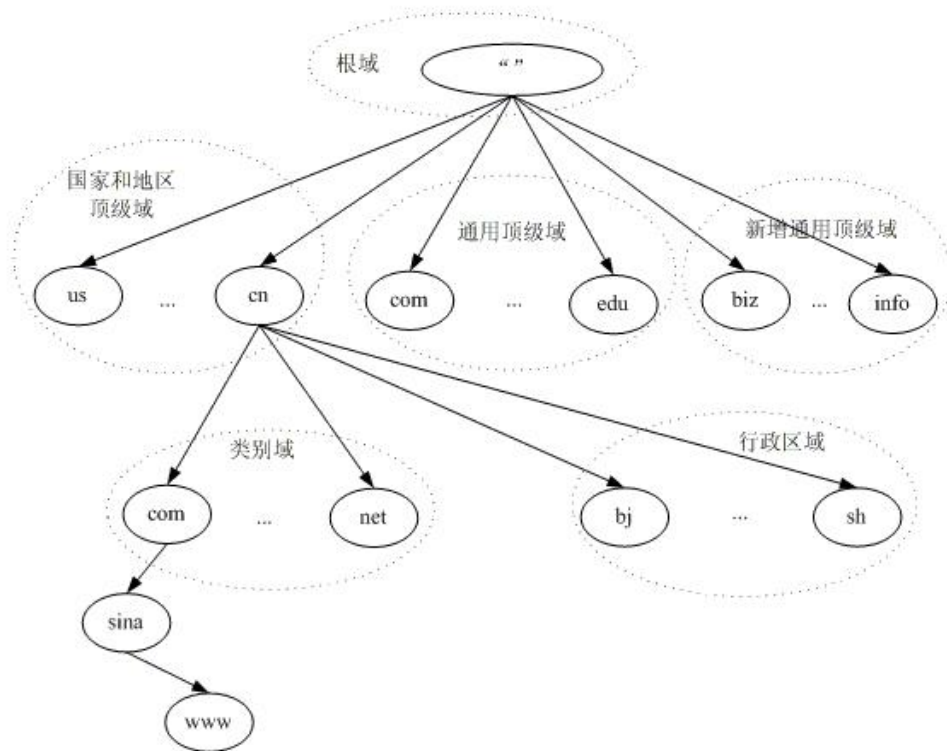 根域
“ ”
国家和地区
顶级域
通用顶级域
新增通用顶级域
us
...
cn
com
...
edu
biz
...
info
类别域
行政区域
com
...
net
bj
...
sh
sina
www